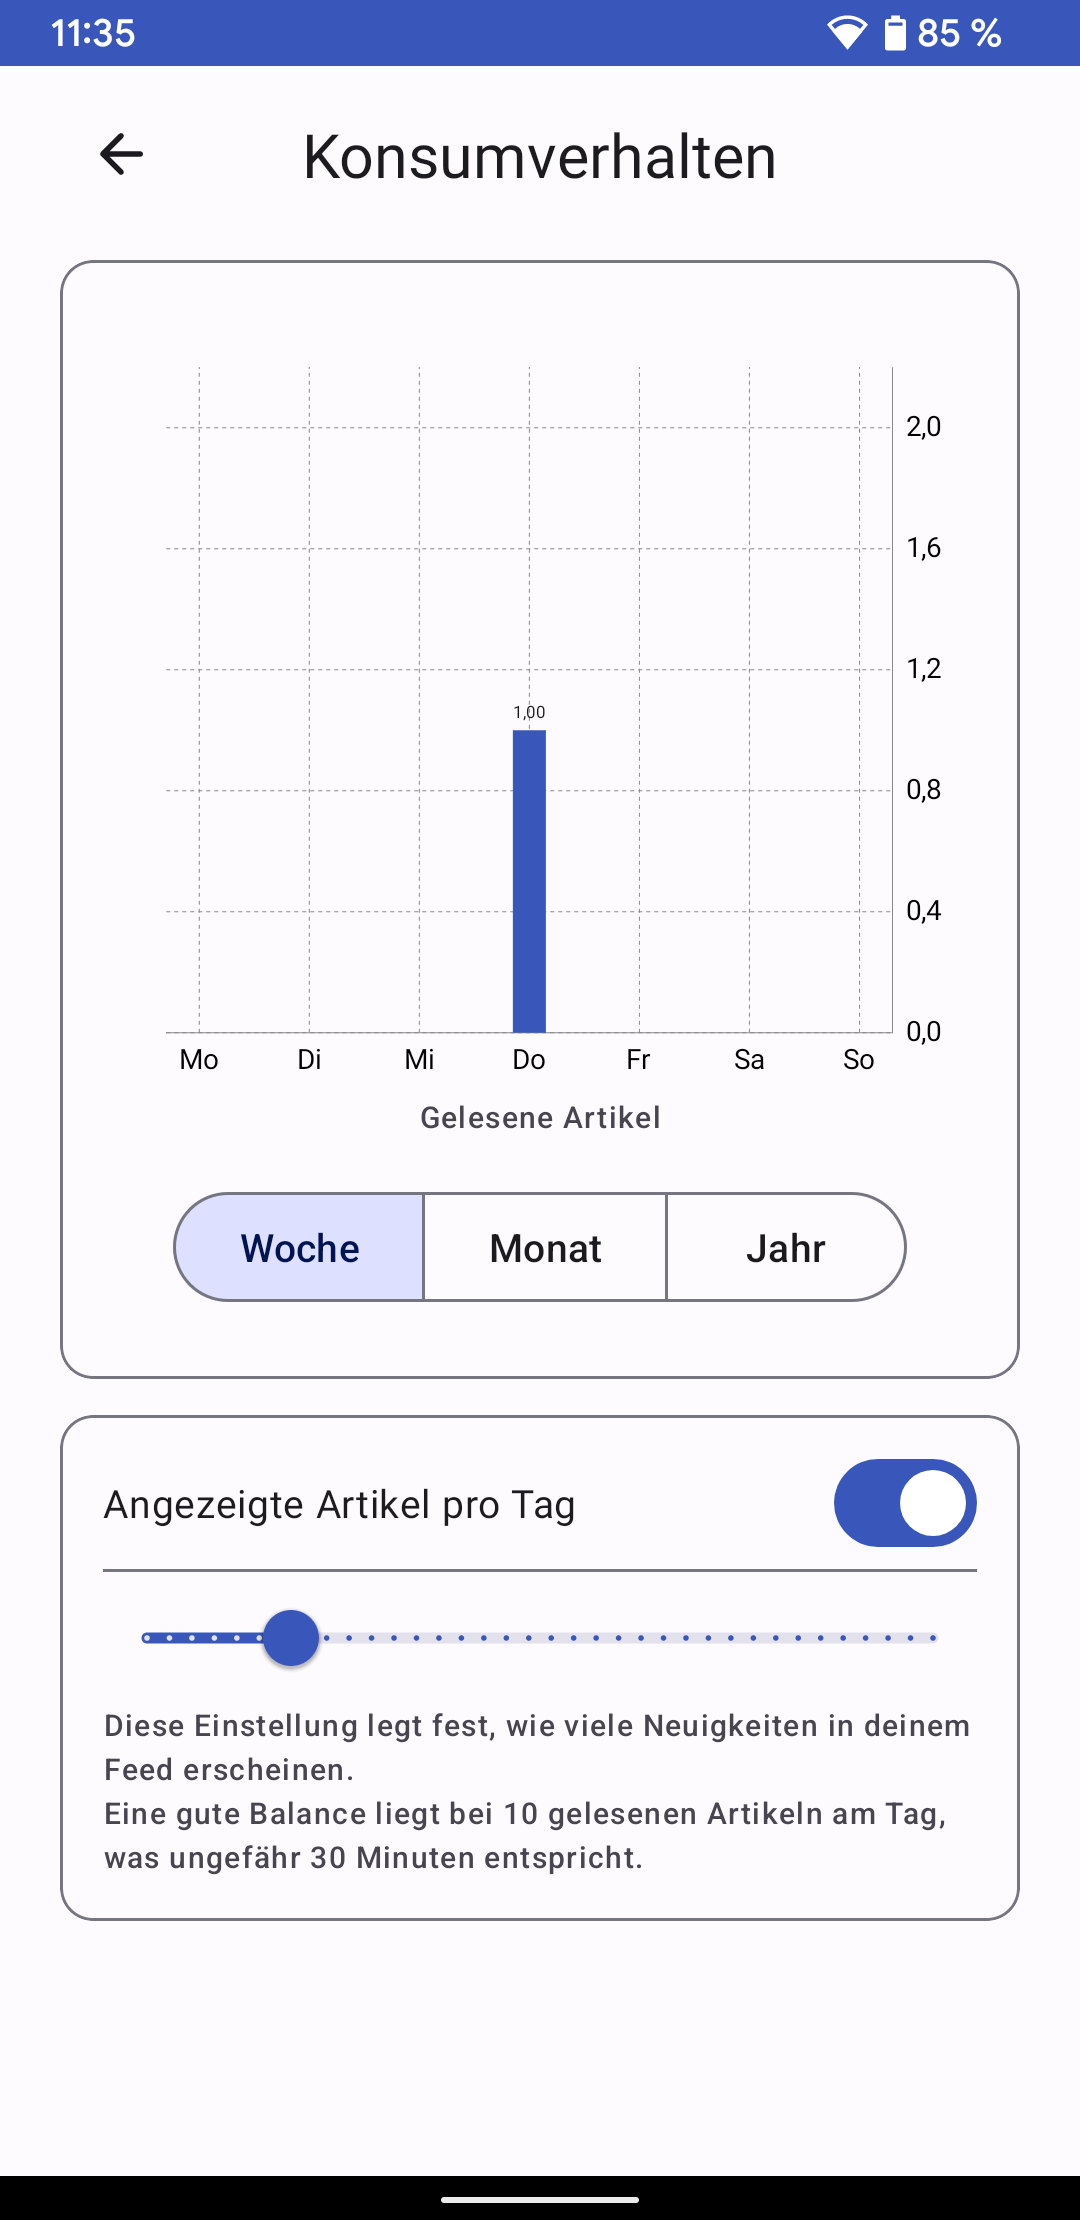 11:35
85 %
Konsumverhalten
2,0
1,6
1,2
1,00
0,8
0,4
0,0
Mo Di Mi Do Fr Sa So
Gelesene Artikel
Woche Monat Jahr
Angezeigte Artikel pro Tag
Diese Einstellung legt fest, wie viele Neuigkeiten in deinem
Feed erscheinen.
Eine gute Balance liegt bei 10 gelesenen Artikeln am Tag,
was ungefähr 30 Minuten entspricht.